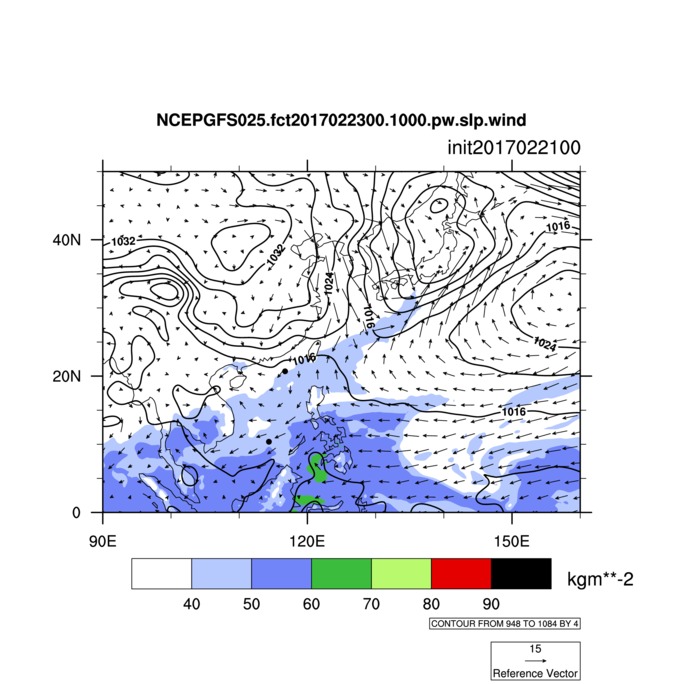 NCEPGFS025.fct2017022300.1000.pw.slp.wind
init2017022100
1032
1032
1016
40N
1024
1016
1024
1016
20N
1016
0
90E 120E 150E
40 50 60 70 80 90
kgm**-2
CONTOUR FROM 948 TO 1084 BY 4
15
Reference Vector